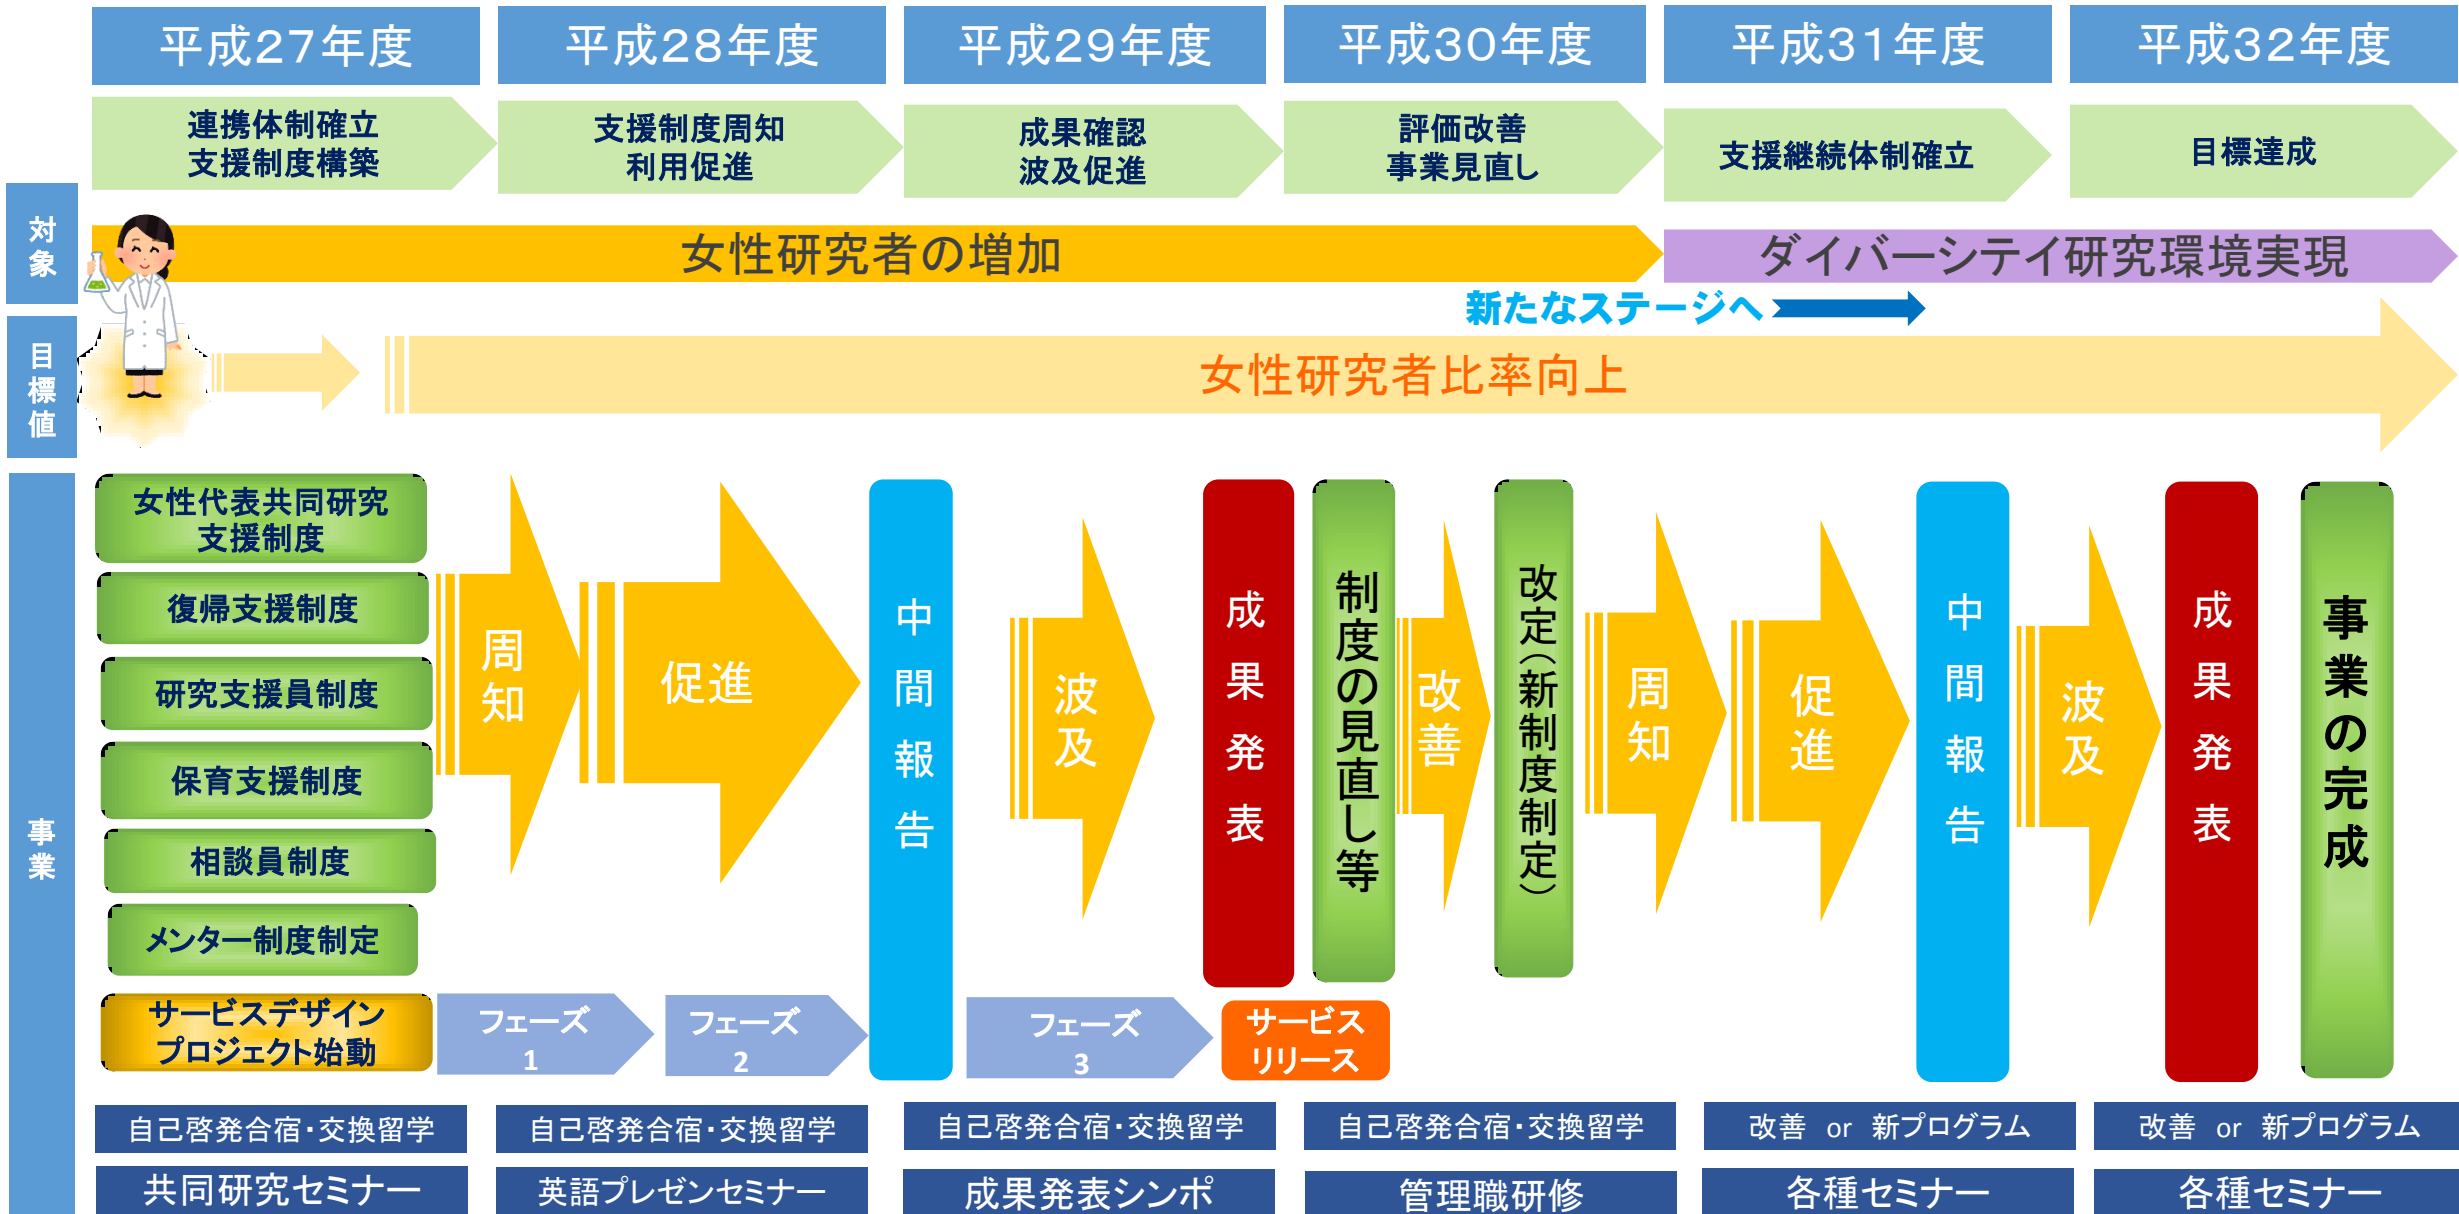 平成27年度
平成28年度
平成29年度
平成30年度
平成31年度
平成32年度
連携体制確立
支援制度構築
支援制度周知
利用促進
成果確認
波及促進
評価改善
事業見直し
支援継続体制確立
目標達成
対象
女性研究者の増加
ダイバーシテイ研究環境実現
新たなステージへ
目標値
女性研究者比率向上
事業
女性代表共同研究
支援制度
復帰支援制度
研究支援員制度
保育支援制度
相談員制度
メンター制度制定
周知
促進
中間報告
波及
成果発表
制度の見直し等
改善
改定(新制度制定)
周知
促進
中間報告
波及
成果発表
事業の完成
サービスデザイン
プロジェクト始動
フェーズ
1
フェーズ
2
フェーズ
3
サービス
リリース
自己啓発合宿・交換留学
自己啓発合宿・交換留学
自己啓発合宿・交換留学
自己啓発合宿・交換留学
改善 or 新プログラム
改善 or 新プログラム
共同研究セミナー
英語プレゼンセミナー
成果発表シンポ
管理職研修
各種セミナー
各種セミナー